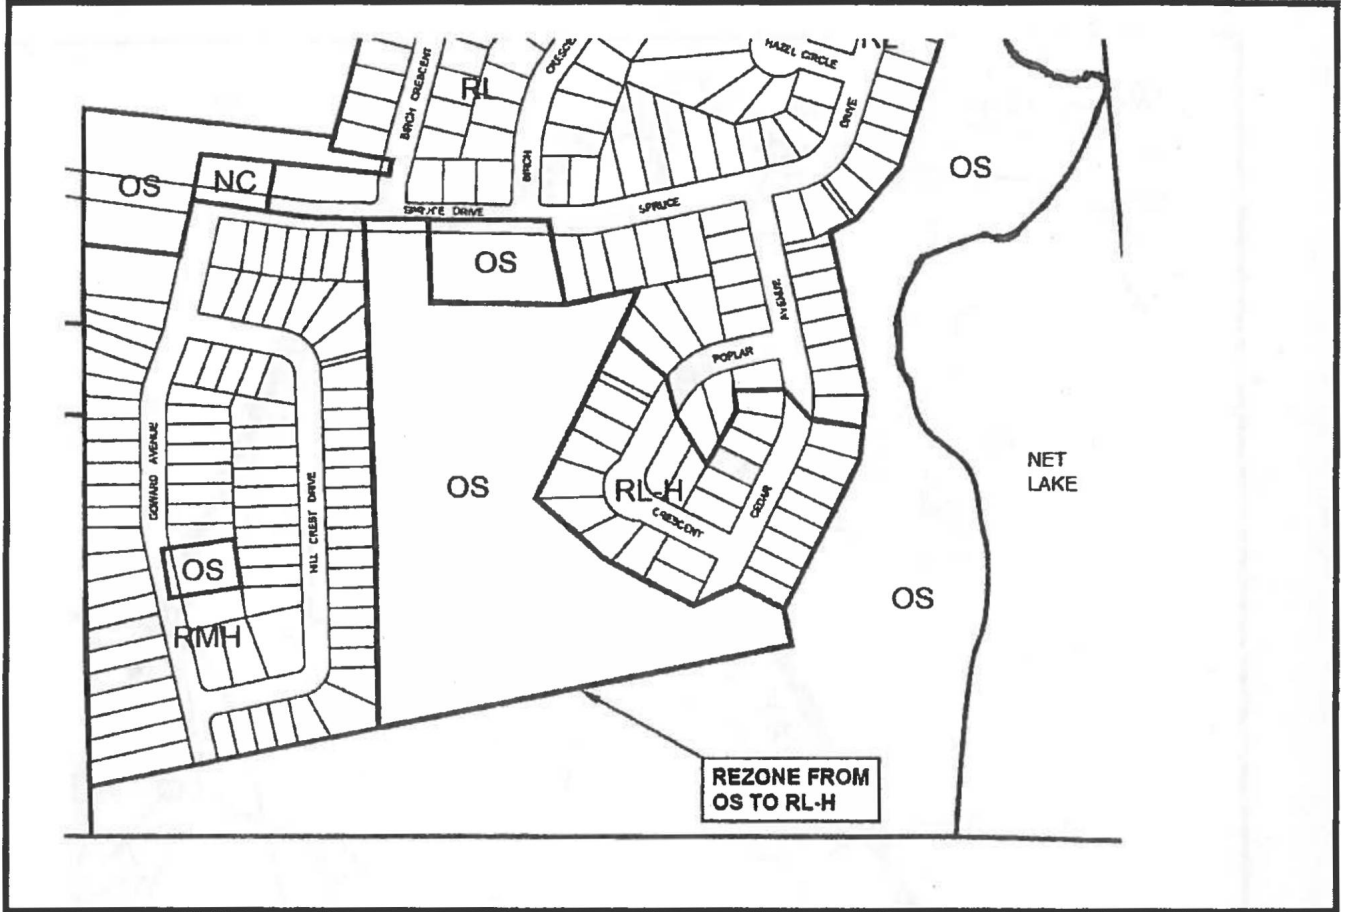 HAZEL CIRCLE
BIRCH CRESCENT
RL
DRIVE
OS
BIRCH
OS
NC
SPRUCE DRIVE
SPRUCE
OS
AVENUE
POPLAR
GOWARD AVENUE
HILL CREST DRIVE
OS
RL-H
CRESCENT
CEDAR
NET
LAKE
OS
OS
RMH
REZONE FROM
OS TO RL-H